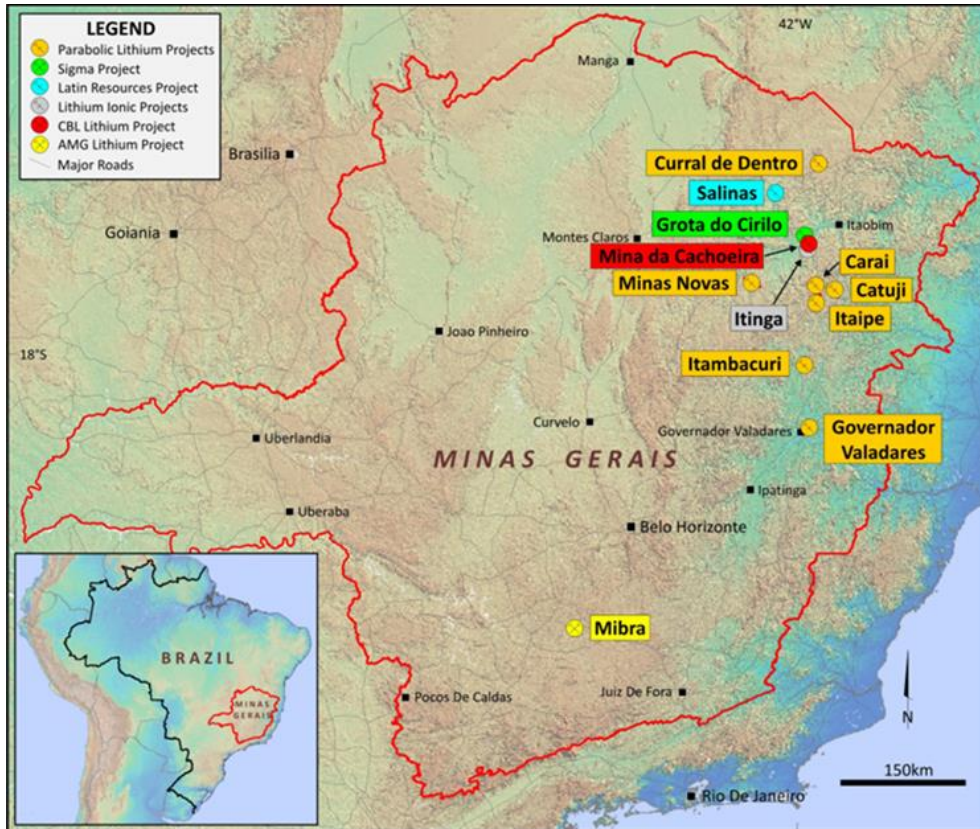 LEGEND
Parabolic Lithium Projects
Sigma Project
Latin Resources Project
Lithium Ionic Projects
CBL Lithium Project
AMG Lithium Project
Major Roads
42°W
Manga
Brasilia
Curral de Dentro
Salinas
Goiania
Grota do Cirilo
Itaobim
Montes Claros
Mina da Cachoeira
Carai
Minas Novas
Catuji
Itinga
Itaipe
Joao Pinheiro
18°S
Itambacuri
Curvelo
Governador Valadares
Governador
Valadares
Uberlandia
MINAS GERAIS
Ipatinga
Uberaba
Belo Horizonte
Mibra
BRAZIL
MINAS
GERAIS
Pocos De Caldas
Juiz De Fora
N
150km
Rio De Janeiro